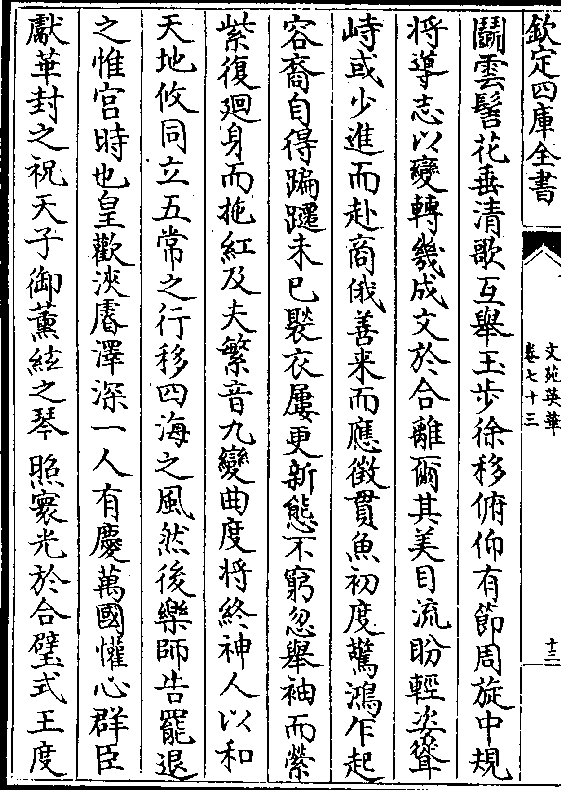 欽定四庫全書
文苑英華
卷七十三
十三
鬭雲髻花垂清歌互舉玉步徐移俯仰有節周旋中規
将導志以變轉幾成文於合離爾其美目流盼輕姿聳
峙或少進而赴商俄善来而應徵貫魚初度驚鴻乍起
容裔自得蹁躚未已褧衣屢更新態不窮忽舉袖而縈
紫復廻身而拖紅及夫繁音九變曲度将終神人以和
天地攸同立五常之行移四海之風然後樂師告罷退
之惟宫時也皇歡浹㕋澤深一人有慶萬國懽心群臣
獻華封之祝天子御薰絃之琴照寰光於合璧式王度